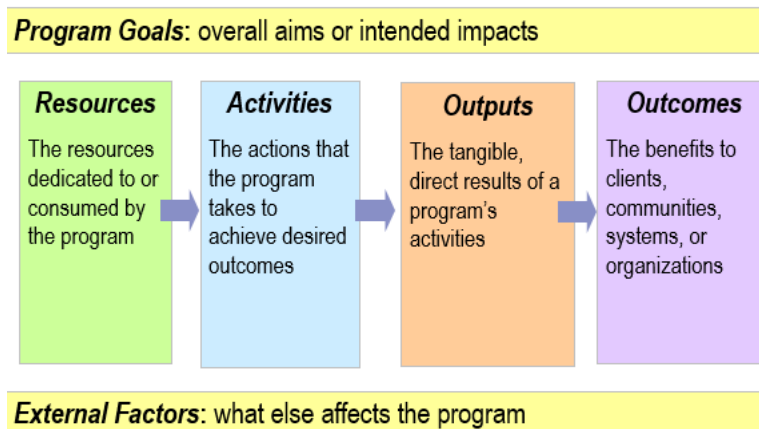 Program Goals: overall aims or intended impacts
Resources
The resources
dedicated to or
consumed by
the program
Activities
The actions that
the program
takes to
achieve desired
outcomes
Outputs
The tangible,
direct results of a
program's
activities
Outcomes
The benefits to
clients,
communities,
systems, or
organizations
External Factors: what else affects the program